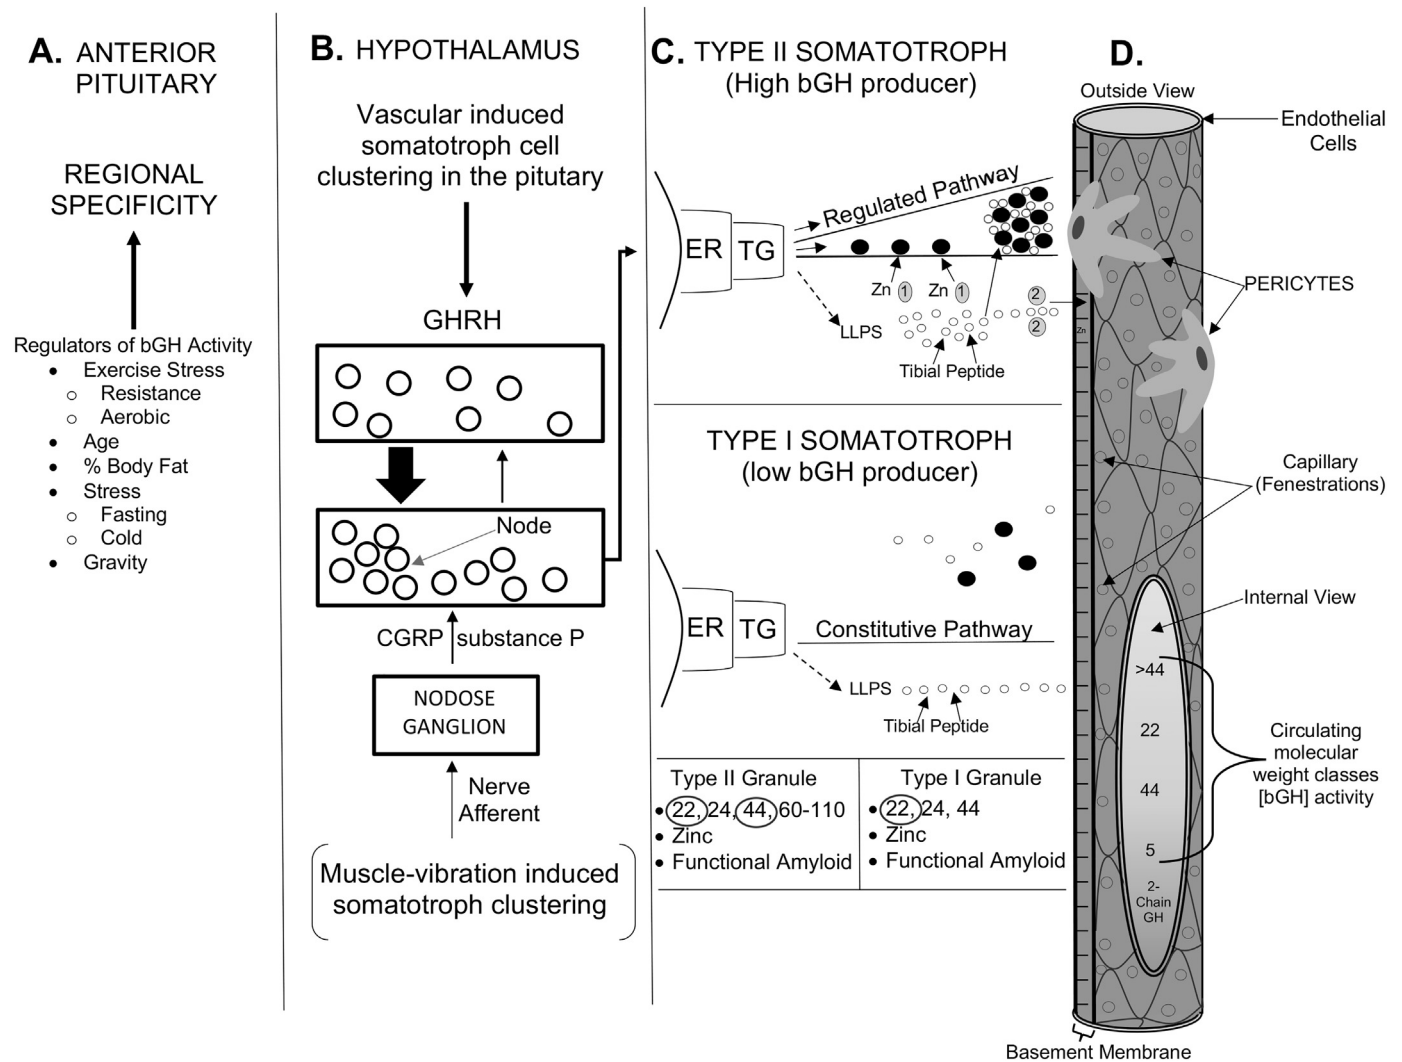 A. ANTERIOR
PITUITARY
REGIONAL
SPECIFICITY
Regulators of bGH Activity
• Exercise Stress
○ Resistance
○ Aerobic
• Age
• % Body Fat
• Stress
○ Fasting
○ Cold
• Gravity
B. HYPOTHALAMUS
Vascular induced
somatotroph cell
clustering in the pitutary
GHRH
Node
CGRP substance P
NODOSE
GANGLION
Nerve
Afferent
Muscle-vibration induced
somatotroph clustering
C. TYPE II SOMATOTROPH
(High bGH producer)
Regulated Pathway
ER TG
Zn 1 Zn 1 2
2
LLPS
Tibial Peptide
TYPE I SOMATOTROPH
(low bGH producer)
ER TG
Constitutive Pathway
LLPS
Tibial Peptide
Type II Granule
• 22, 24, 44, 60-110
• Zinc
• Functional Amyloid
Type I Granule
• 22, 24, 44
• Zinc
• Functional Amyloid
D.
Outside View
Endothelial
Cells
PERICYTES
Zn
Capillary
(Fenestrations)
Internal View
>44
22
44
5
2-
Chain
GH
Circulating
molecular
weight classes
[bGH] activity
Basement Membrane